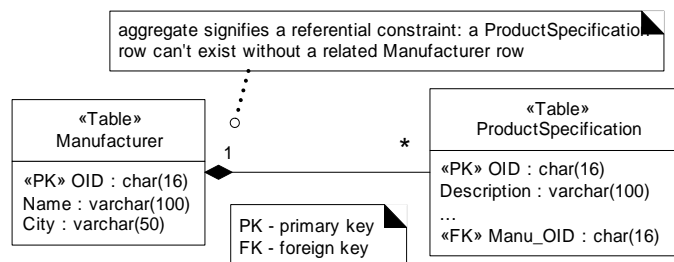 aggregate signifies a referential constraint: a ProductSpecification
row can't exist without a related Manufacturer row
«Table»
Manufacturer
«PK» OID : char(16)
Name : varchar(100)
City : varchar(50)
1
*
«Table»
ProductSpecification
«PK» OID : char(16)
Description : varchar(100)
...
«FK» Manu_OID : char(16)
PK - primary key
FK - foreign key